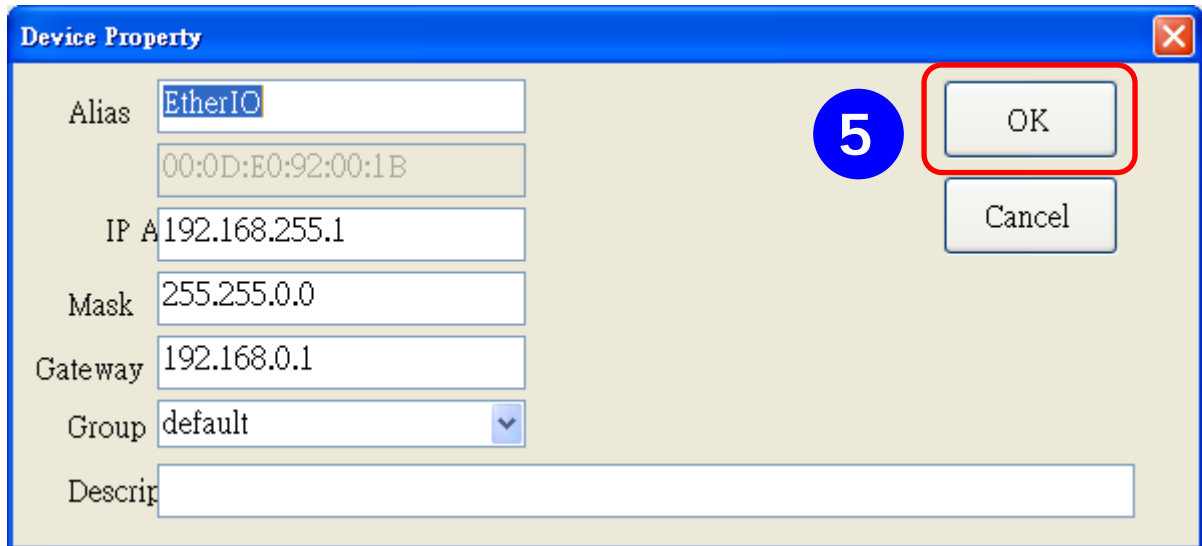 Device Property
Alias EtherIO
00:0D:E0:92:00:1B
IP A 192.168.255.1
Mask 255.255.0.0
Gateway 192.168.0.1
Group default
Descrip
5
OK
Cancel